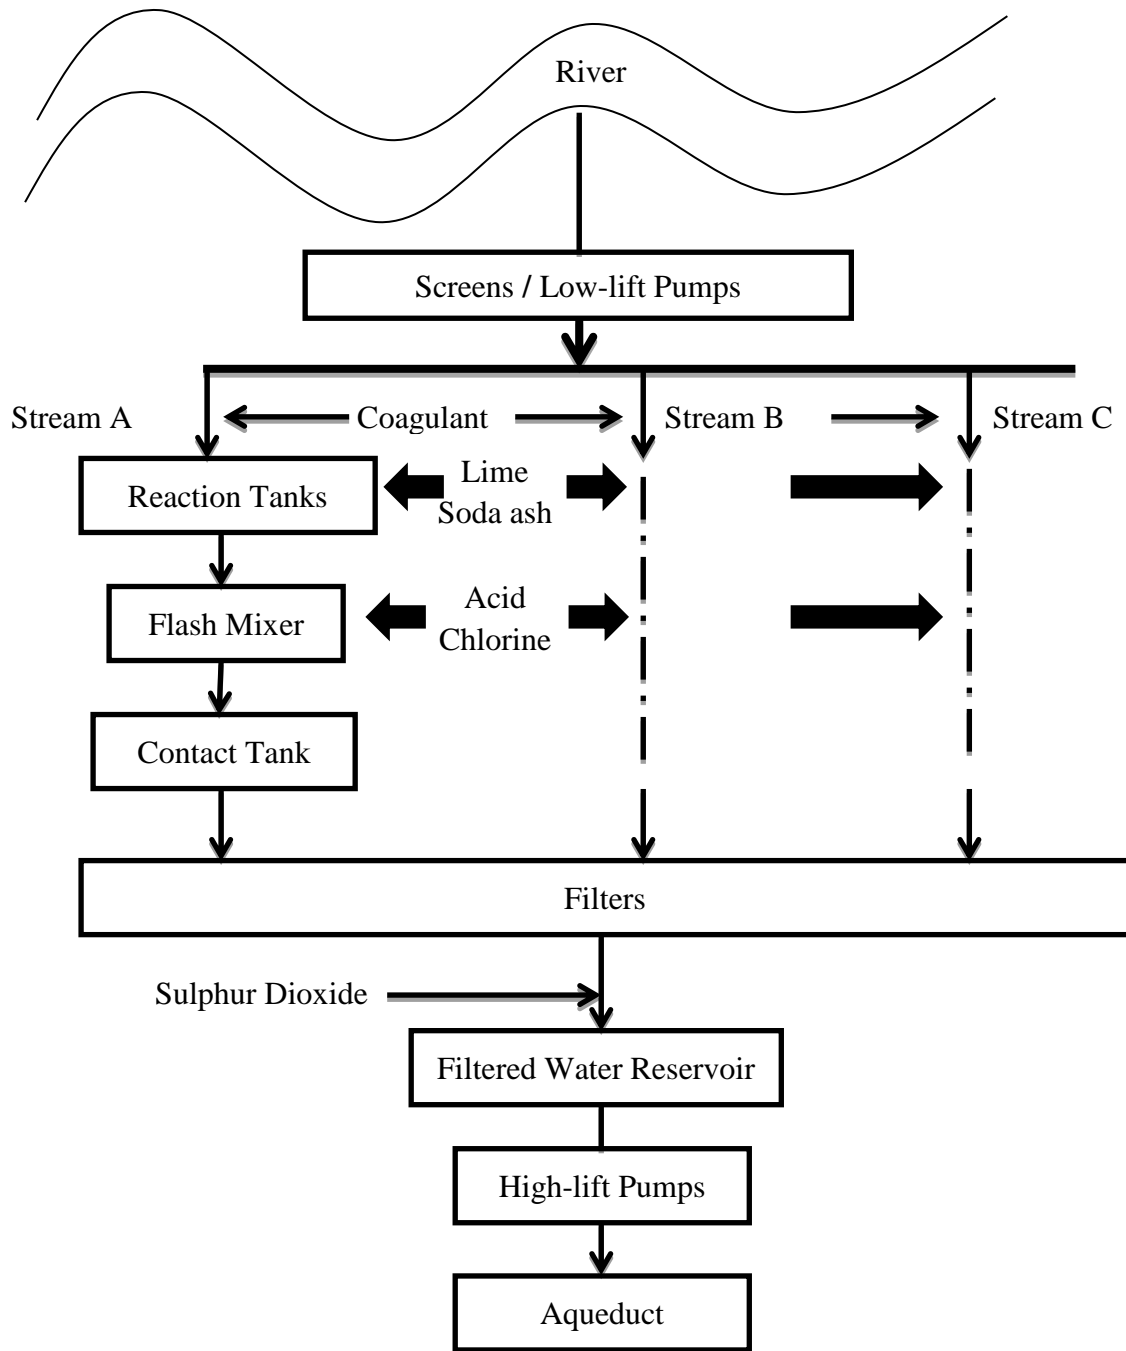 River
Screens / Low-lift Pumps
Stream A
Coagulant
Stream B
Stream C
Reaction Tanks
Lime
Soda ash
Flash Mixer
Acid
Chlorine
Contact Tank
Filters
Sulphur Dioxide
Filtered Water Reservoir
High-lift Pumps
Aqueduct